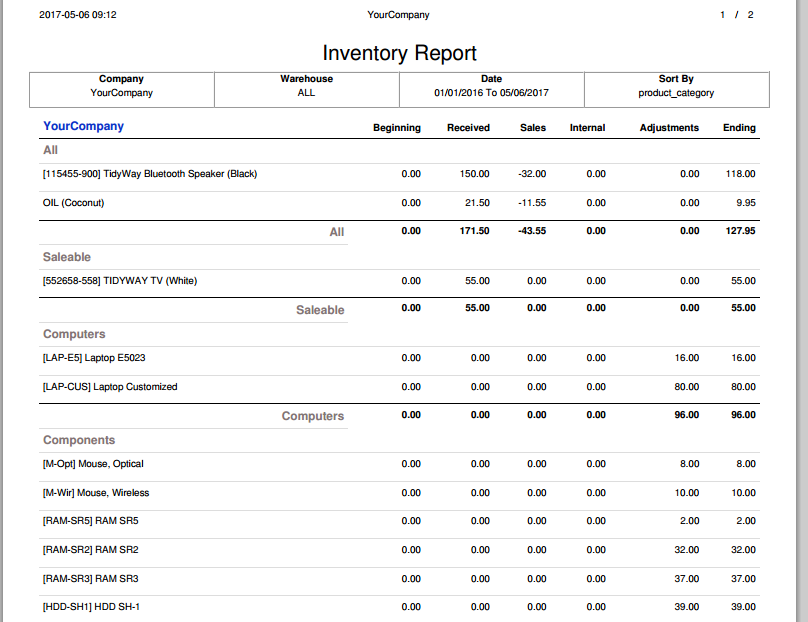 2017-05-06 09:12 YourCompany 1 / 2
Inventory Report
Company Warehouse Date Sort By
YourCompany ALL 01/01/2016 To 05/06/2017 product_category
YourCompany Beginning Received Sales Internal Adjustments Ending
All
[115455-900] TidyWay Bluetooth Speaker (Black) 0.00 150.00 -32.00 0.00 0.00 118.00
OIL (Coconut) 0.00 21.50 -11.55 0.00 0.00 9.95
All 0.00 171.50 -43.55 0.00 0.00 127.95
Saleable
[552658-558] TIDYWAY TV (White) 0.00 55.00 0.00 0.00 0.00 55.00
Saleable 0.00 55.00 0.00 0.00 0.00 55.00
Computers
[LAP-E5] Laptop E5023 0.00 0.00 0.00 0.00 16.00 16.00
[LAP-CUS] Laptop Customized 0.00 0.00 0.00 0.00 80.00 80.00
Computers 0.00 0.00 0.00 0.00 96.00 96.00
Components
[M-Opt] Mouse, Optical 0.00 0.00 0.00 0.00 8.00 8.00
[M-Wir] Mouse, Wireless 0.00 0.00 0.00 0.00 10.00 10.00
[RAM-SR5] RAM SR5 0.00 0.00 0.00 0.00 2.00 2.00
[RAM-SR2] RAM SR2 0.00 0.00 0.00 0.00 32.00 32.00
[RAM-SR3] RAM SR3 0.00 0.00 0.00 0.00 37.00 37.00
[HDD-SH1] HDD SH-1 0.00 0.00 0.00 0.00 39.00 39.00